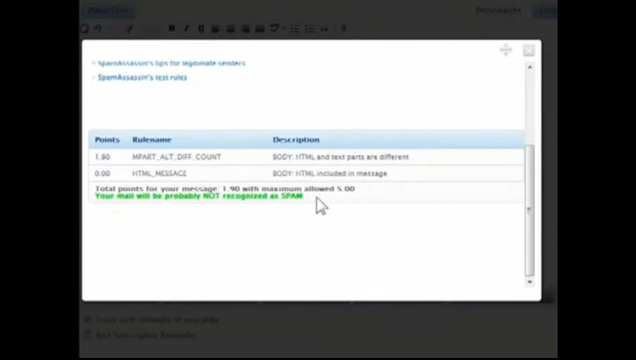 SpamAssassin's tips for legitimate senders
SpamAssassin's test rules
Points Rulename Description
1.90 MPART_ALT_DIFF_COUNT BODY: HTML and text parts are different
0.00 HTML_MESSAGE BODY: HTML included in message
Total points for your message: 1.90 with maximum allowed 5.00
Your mail will be probably NOT recognized as SPAM